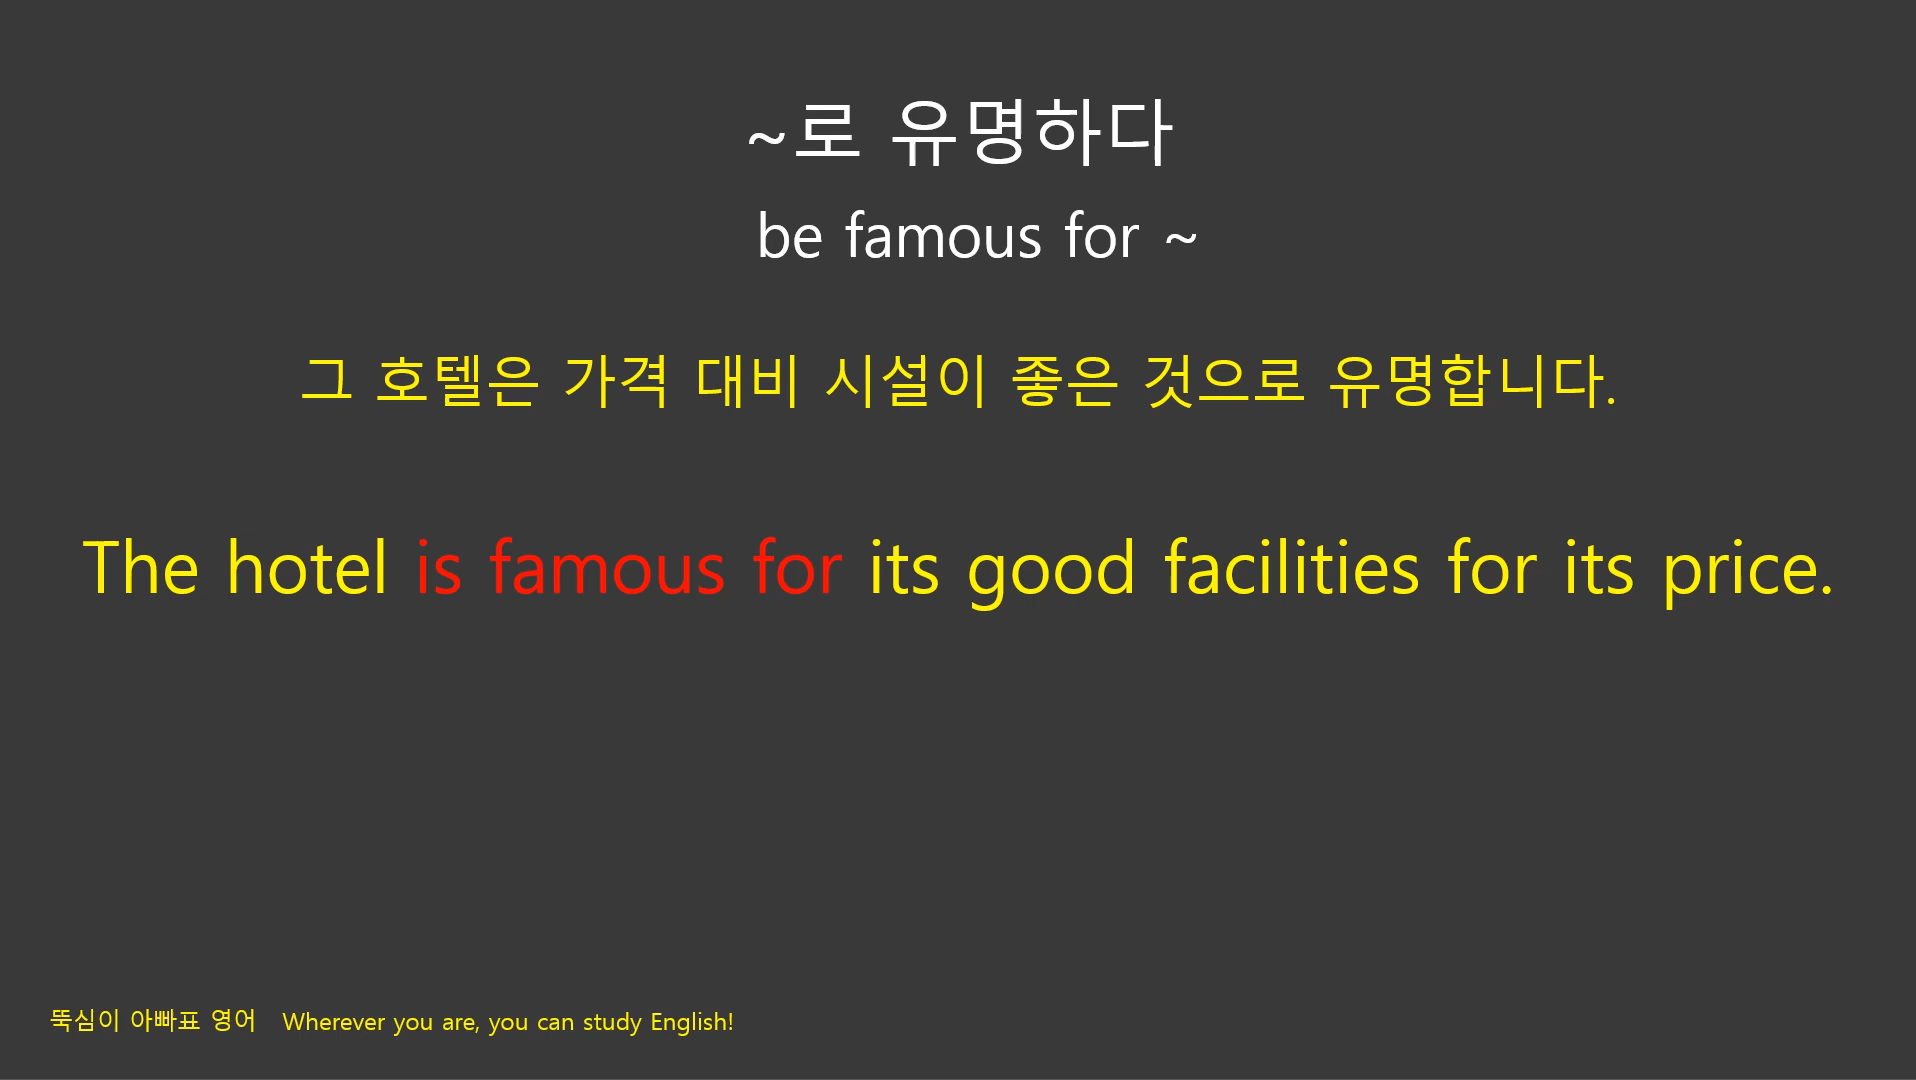 ~로 유명하다
be famous for ~
그 호텔은 가격 대비 시설이 좋은 것으로 유명합니다.
The hotel is famous for its good facilities for its price.
뚝심이 아빠표 영어 Wherever you are, you can study English!